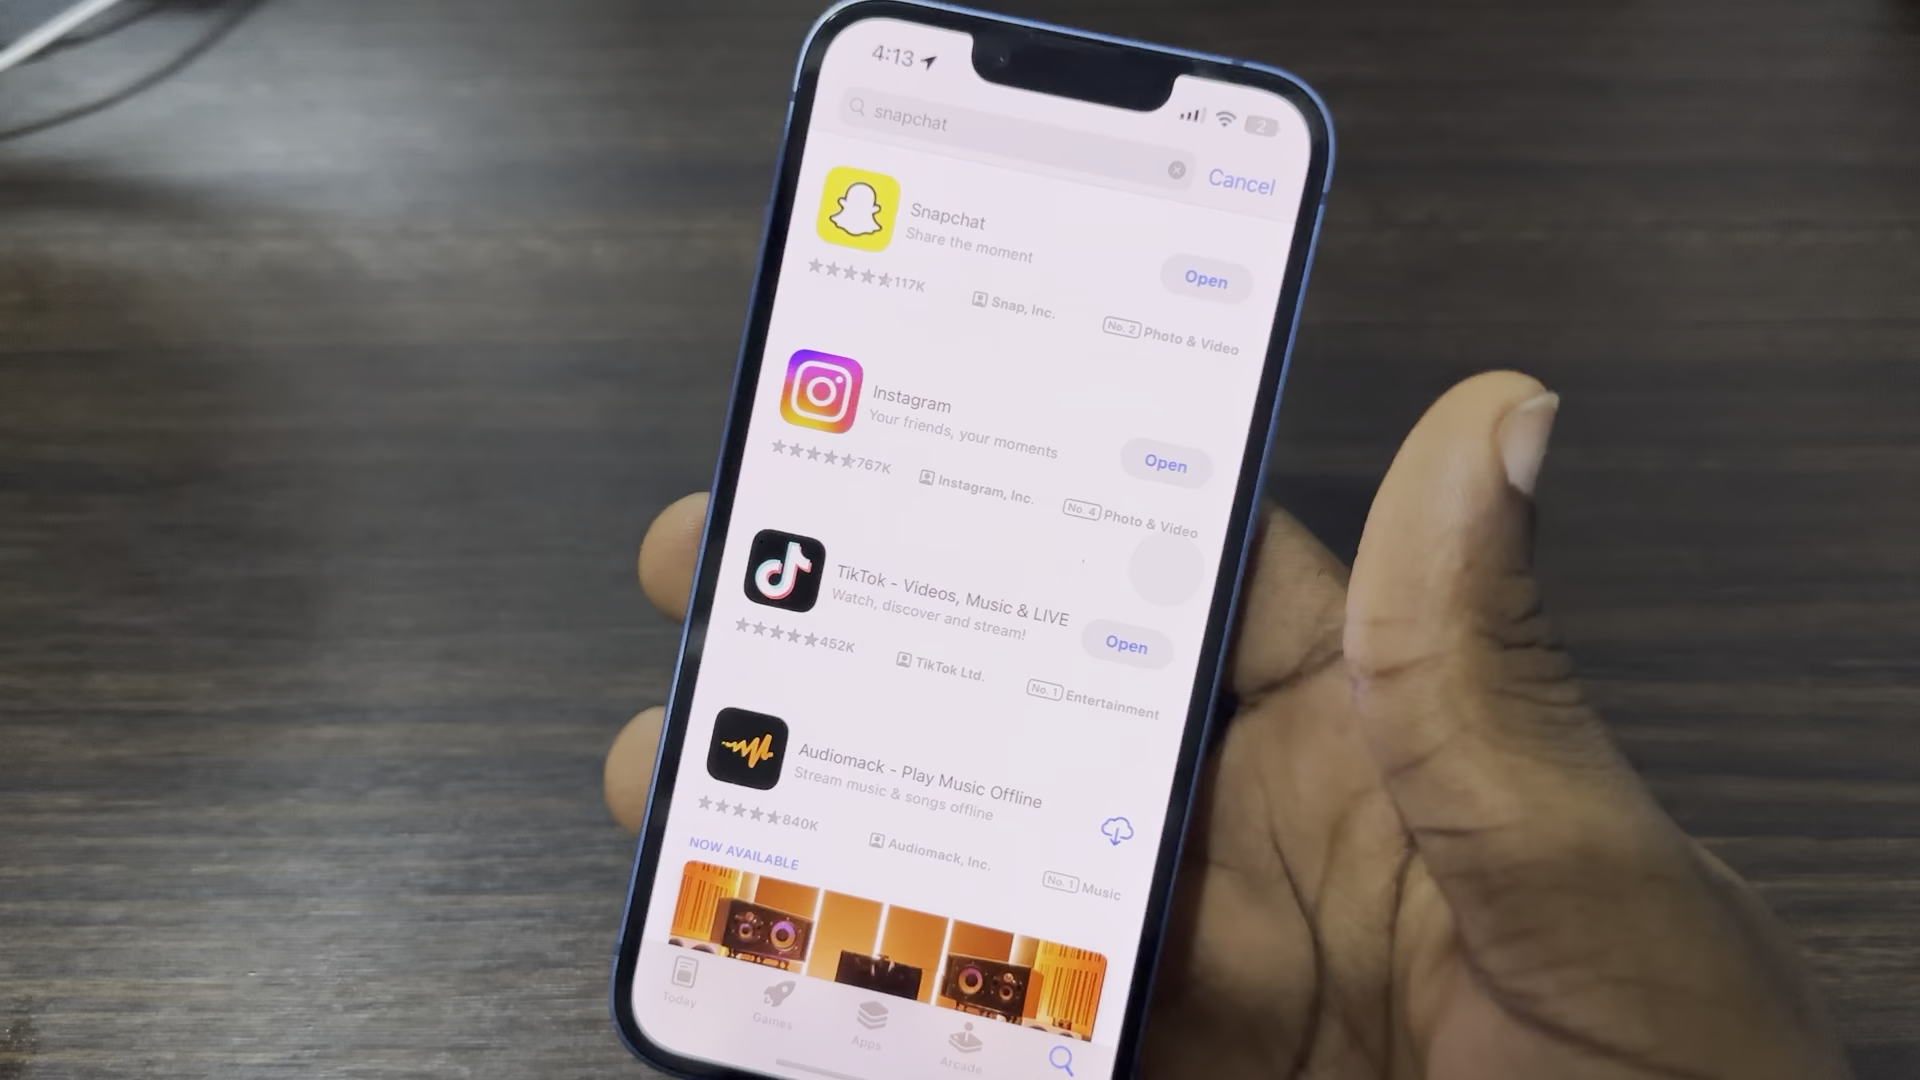 4:13
2
snapchat
Cancel
Snapchat
Share the moment
Open
117K
Snap, Inc.
No. 2 Photo & Video
Instagram
Your friends, your moments
Open
767K
Instagram, Inc.
No. 4 Photo & Video
TikTok - Videos, Music & LIVE
Watch, discover and stream!
Open
452K
TikTok Ltd.
No. 1 Entertainment
Audiomack - Play Music Offline
Stream music & songs offline
840K
Audiomack, Inc.
No. 1 Music
NOW AVAILABLE
Today
Games
Apps
Arcade